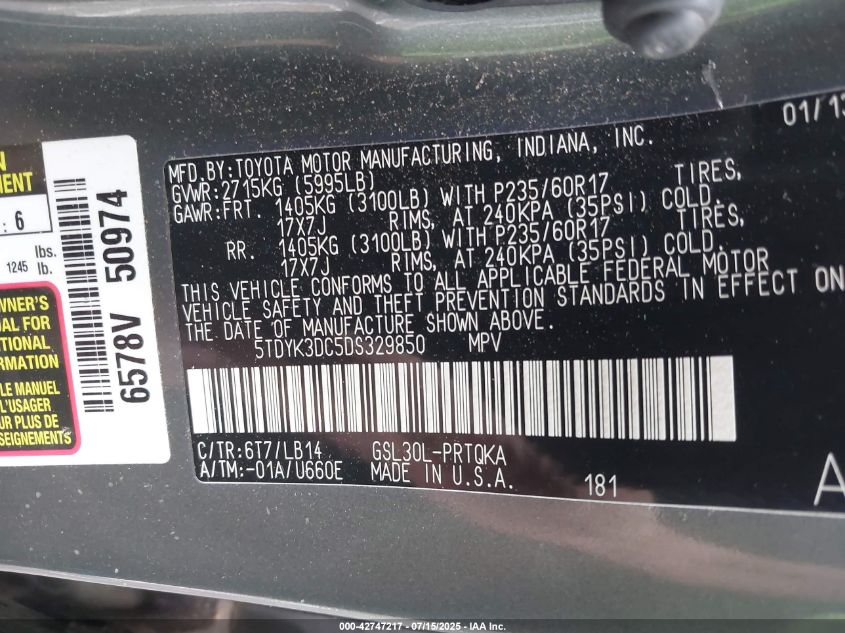 01/13
MFD.BY:TOYOTA MOTOR MANUFACTURING, INDIANA, INC.
GVWR:2715KG (5995LB)
GAWR:FRT. 1405KG (3100LB) WITH P235/60R17 TIRES,
17X7J RIMS, AT 240KPA (35PSI) COLD.
RR. 1405KG (3100LB) WITH P235/60R17 TIRES,
17X7J RIMS, AT 240KPA (35PSI) COLD.
THIS VEHICLE CONFORMS TO ALL APPLICABLE FEDERAL MOTOR
VEHICLE SAFETY AND THEFT PREVENTION STANDARDS IN EFFECT ON
THE DATE OF MANUFACTURE SHOWN ABOVE.
5TDYK3DC5DS329850 MPV
C/TR:6T7/LB14 GSL30L-PRTQKA
A/TM:-01A/U660E MADE IN U.S.A.
181
A
: 6
lbs.
1245 lb.
OWNER'S
FOR
LE MANUEL
L'USAGER
PLUS DE
6578V 50974
000-42747217 - 07/15/2025 - IAA Inc.